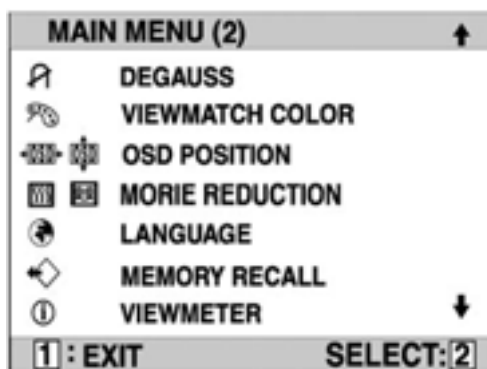 MAIN MENU (2)
DEGAUSS
VIEWMATCH COLOR
OSD POSITION
MORIE REDUCTION
LANGUAGE
MEMORY RECALL
VIEWMETER
1 : EXIT SELECT: 2